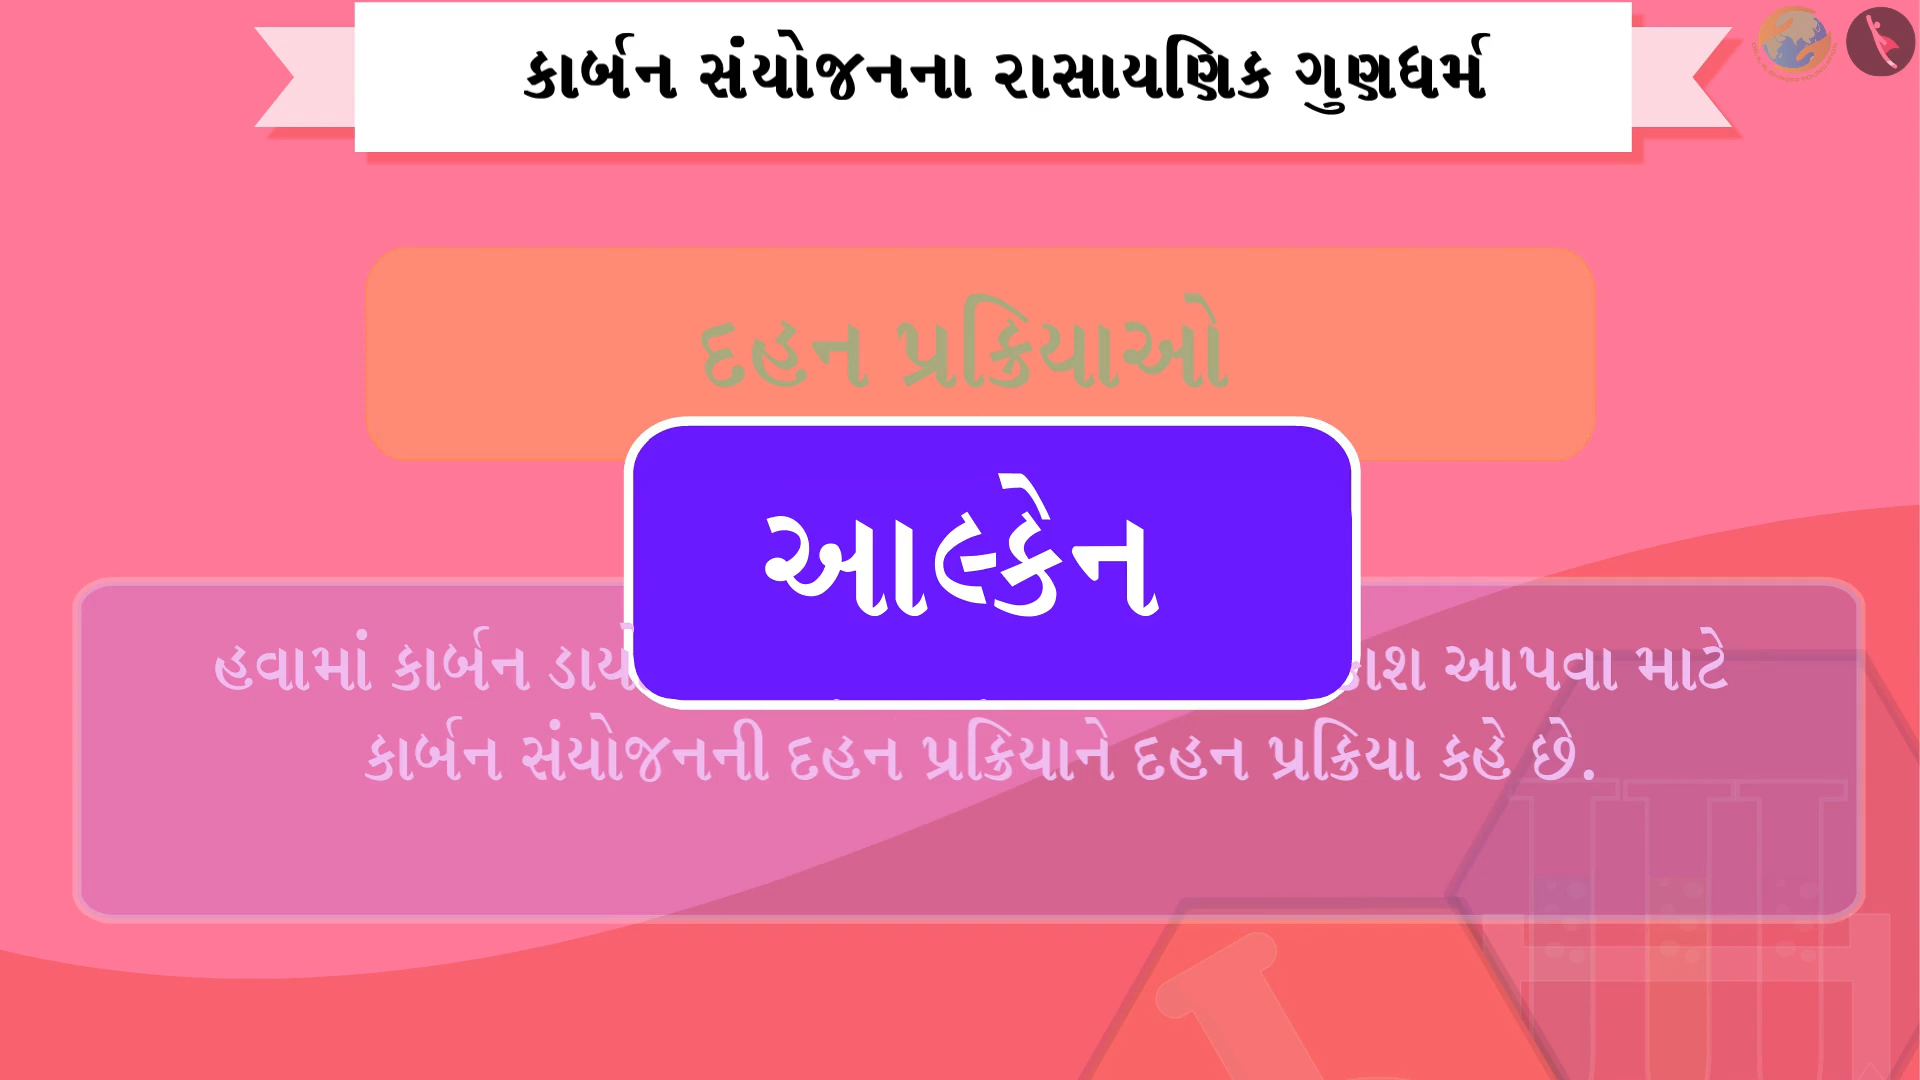 કાર્બન સંયોજનના રાસાયણિક ગુણધર્મ
દહન પ્રક્રિયાઓ
આલ્કેન
હવામાં કાર્બન આપવા માટે
કાર્બન સંયોજનની દહન પ્રક્રિયાને દહન પ્રક્રિયા કહે છે.